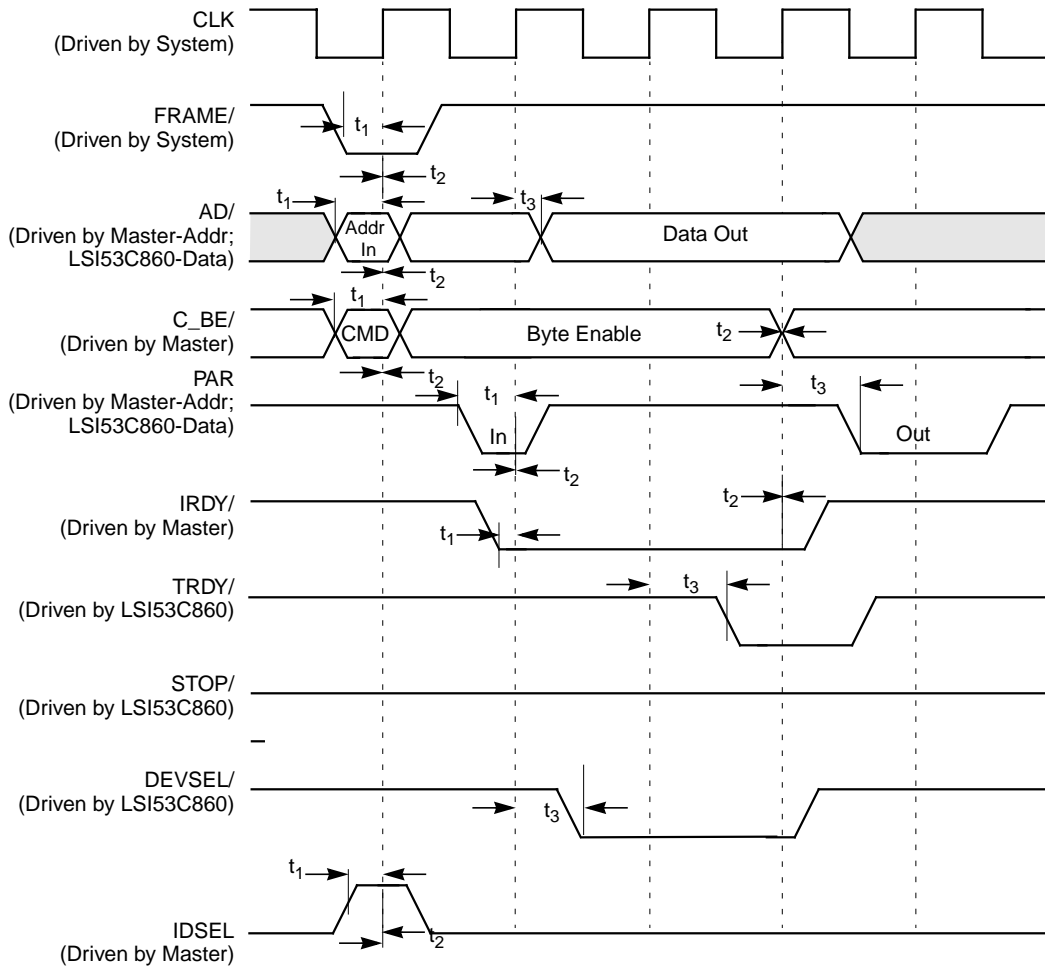 CLK
(Driven by System)
FRAME/
(Driven by System)
t1
t2
AD/
(Driven by Master-Addr;
LSI53C860-Data)
t1
Addr
In
t3
Data Out
t2
C_BE/
(Driven by Master)
t1
CMD
Byte Enable
t2
t2
PAR
(Driven by Master-Addr;
LSI53C860-Data)
t1
In
t2
t3
Out
IRDY/
(Driven by Master)
t1
t2
TRDY/
(Driven by LSI53C860)
t3
STOP/
(Driven by LSI53C860)
DEVSEL/
(Driven by LSI53C860)
t3
IDSEL
(Driven by Master)
t1
t2